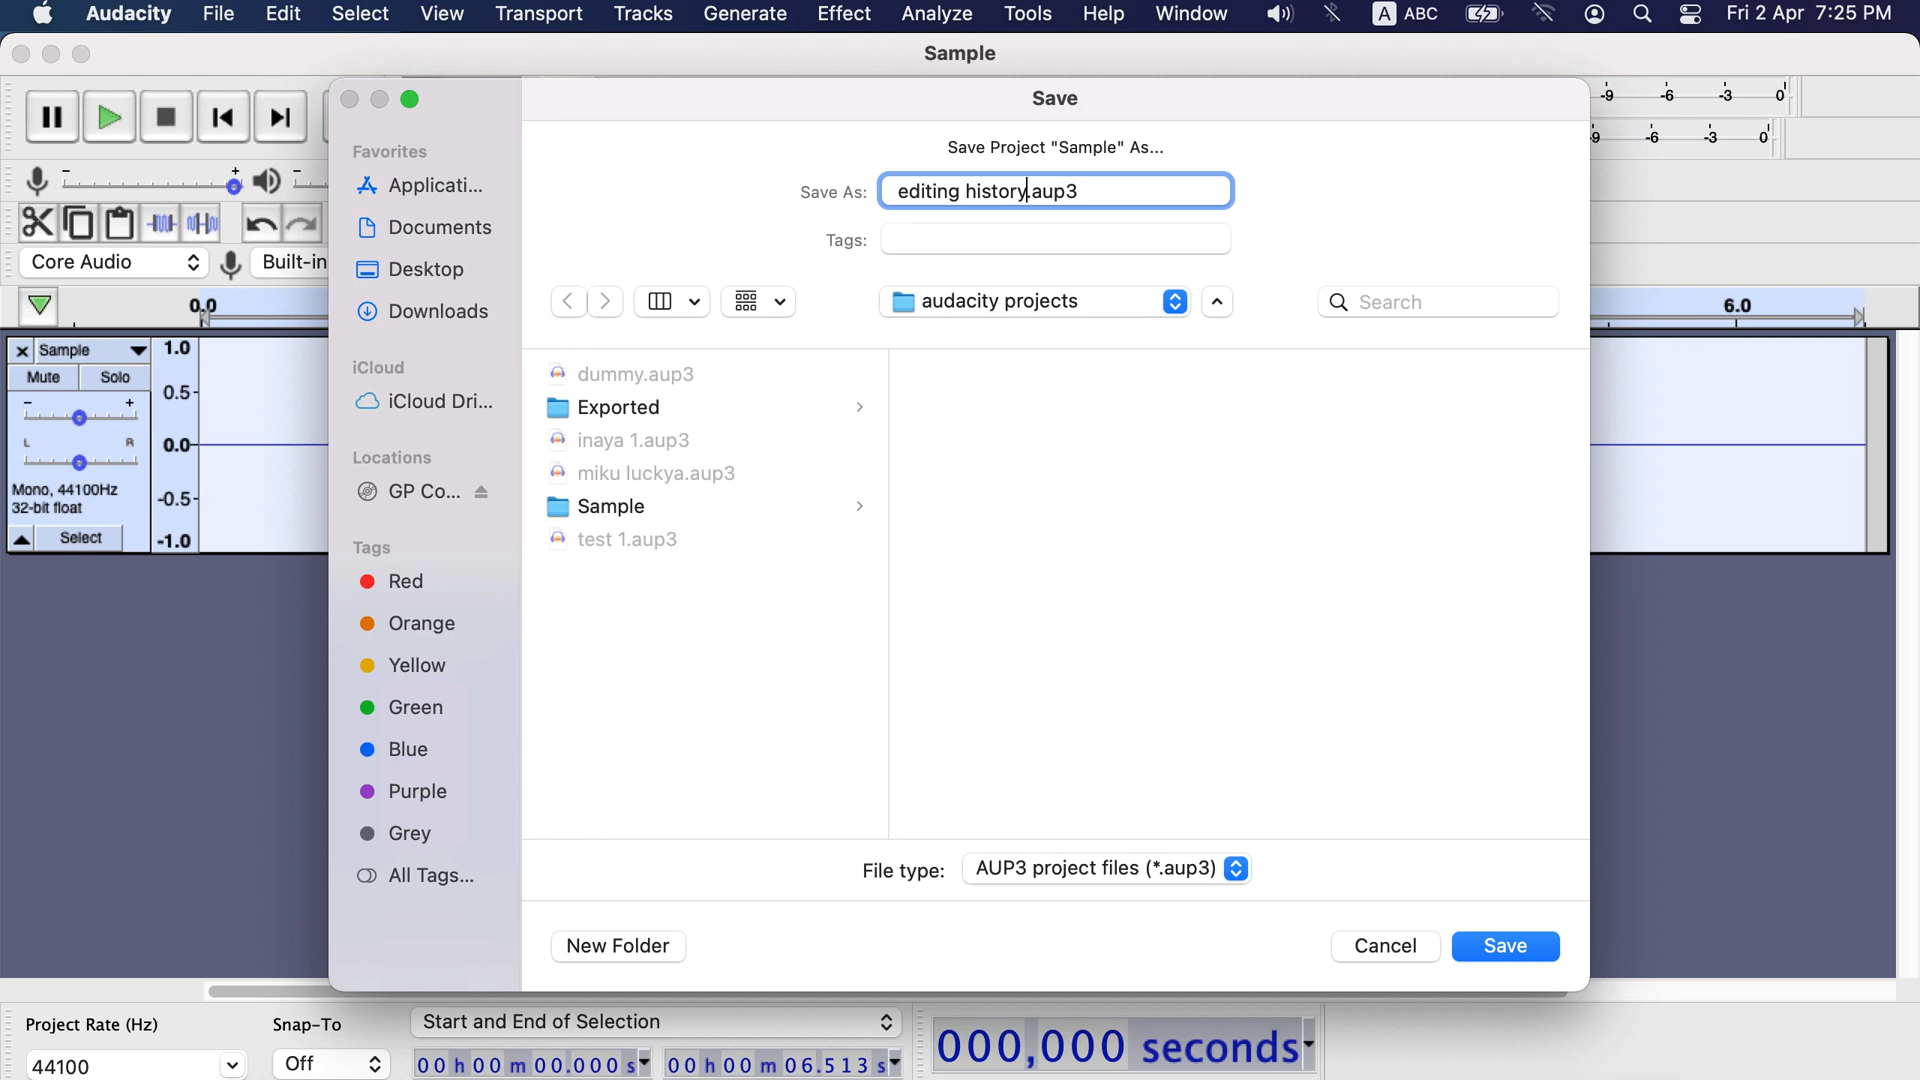 Audacity File Edit Select View Transport Tracks Generate Effect Analyze Tools Help Window A ABC Fri 2 Apr 7:25 PM
Sample
Save
-9 -6 -3 0
-9 -6 -3 0
Save Project "Sample" As...
Save As: editing history.aup3
Tags:
Favorites
Applicati...
Documents
Desktop
Downloads
iCloud
iCloud Dri...
Locations
GP Co...
Tags
Red
Orange
Yellow
Green
Blue
Purple
Grey
All Tags...
audacity projects
Search
dummy.aup3
Exported
inaya 1.aup3
miku luckya.aup3
Sample
test 1.aup3
File type: AUP3 project files (*.aup3)
New Folder Cancel Save
- + -
Core Audio Built-in
0.0 6.0
x Sample 1.0
Mute Solo
0.5-
- +
L R
0.0-
Mono, 44100Hz
32-bit float
-0.5-
Select
-1.0
Project Rate (Hz) Snap-To Start and End of Selection
44100 Off 00 h 00 m 00.000 s 00 h 00 m 06.513 s
000,000 seconds